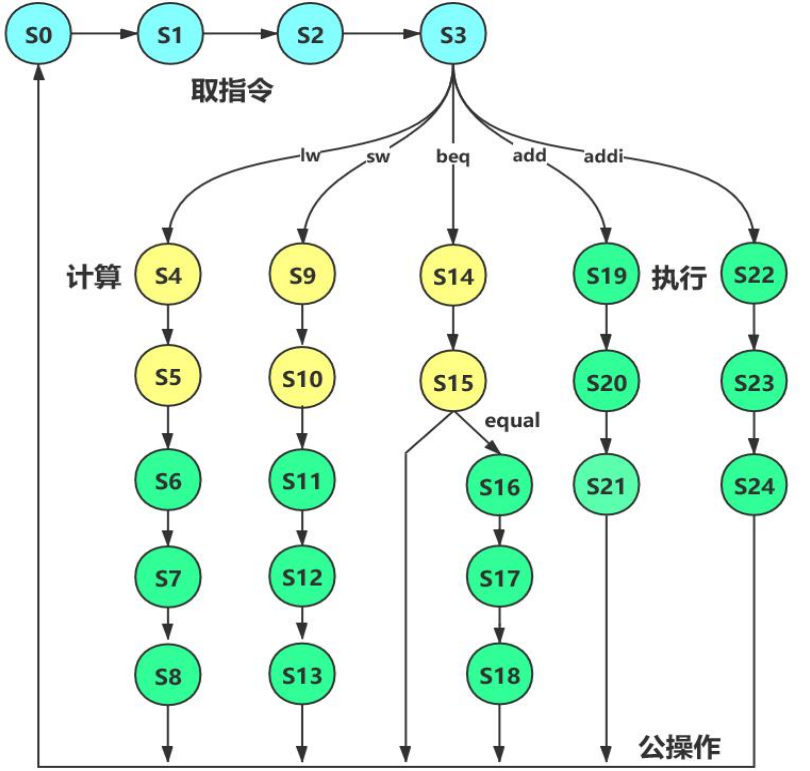 S0 S1 S2 S3
取指令
lw sw beq add addi
计算 S4 S9 S14 S19 执行 S22
S5 S10 S15 S20 S23
equal
S6 S11 S16 S21 S24
S7 S12 S17
S8 S13 S18
公操作